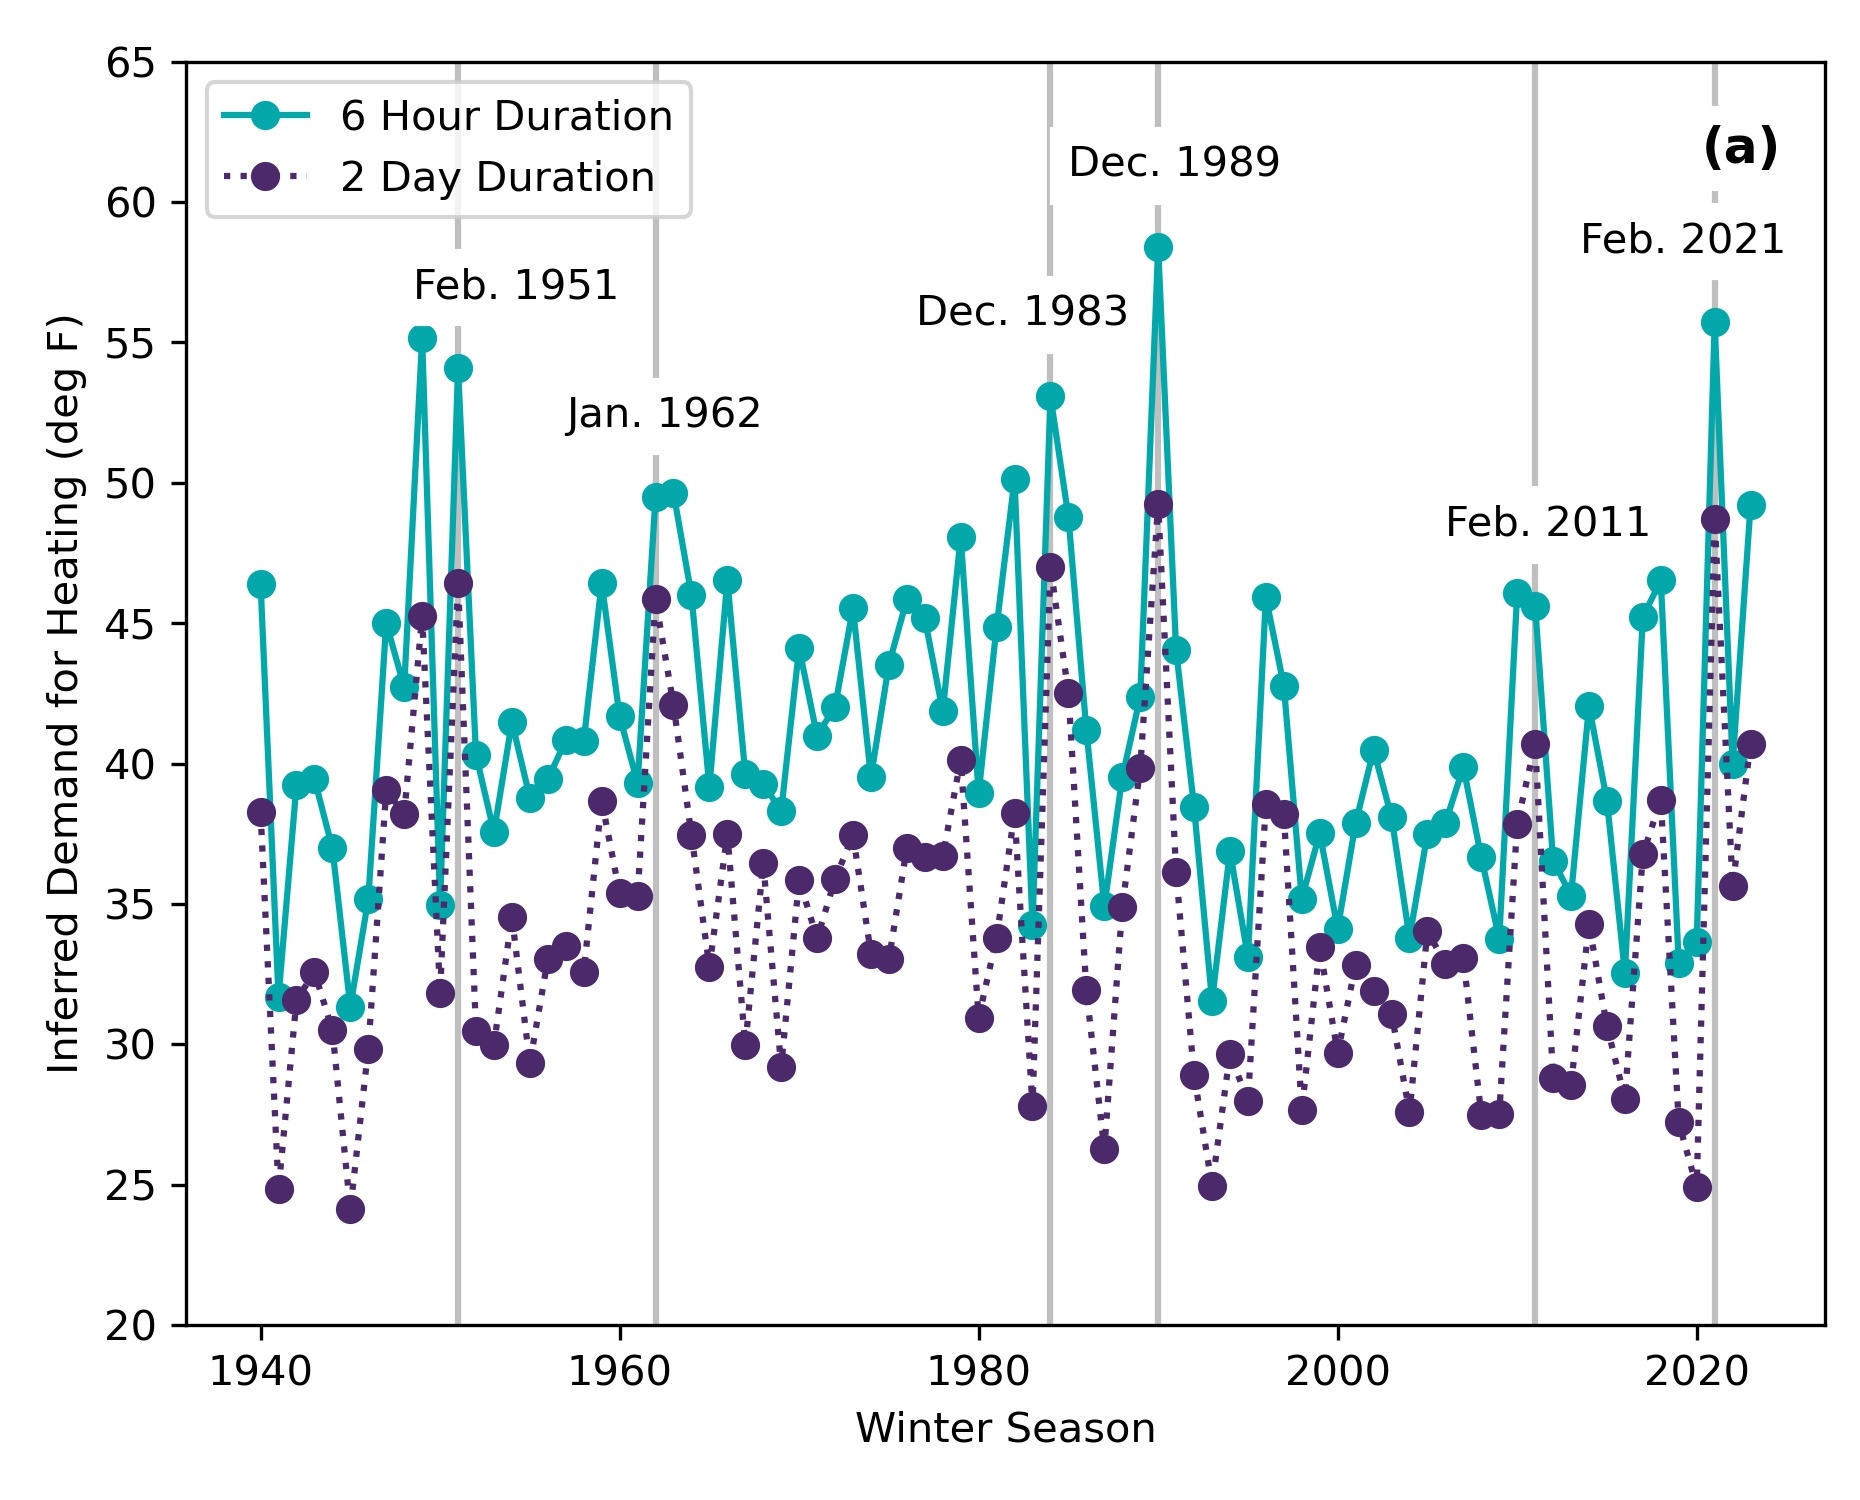 65
60
55
50
45
40
35
30
25
20
Inferred Demand for Heating (deg F)
6 Hour Duration
2 Day Duration
(a)
Dec. 1989
Feb. 2021
Feb. 1951
Dec. 1983
Jan. 1962
Feb. 2011
1940 1960 1980 2000 2020
Winter Season